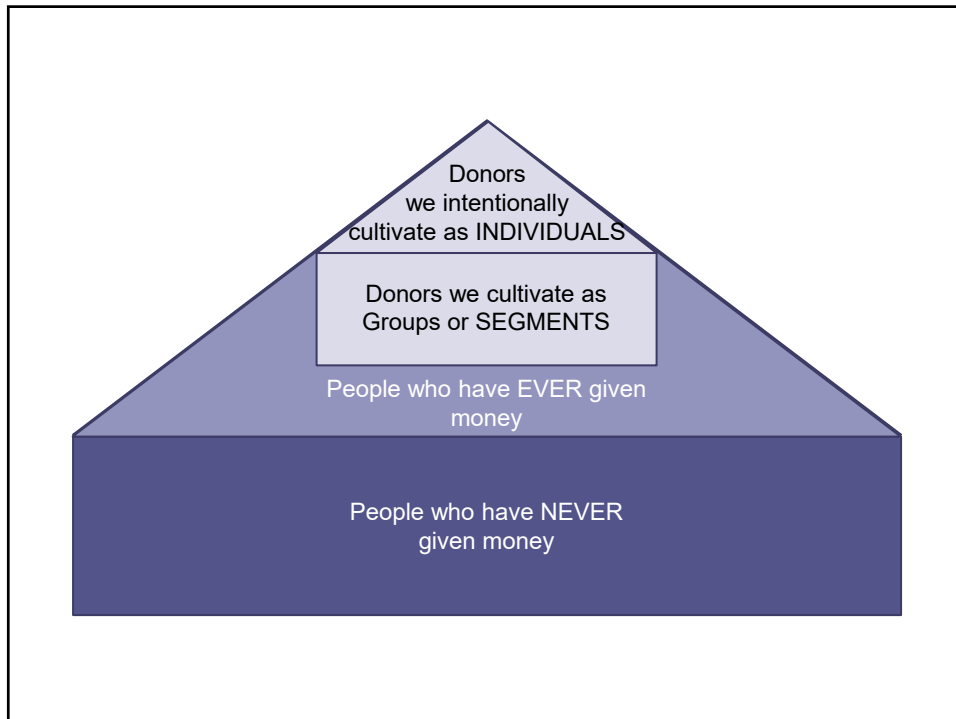 Donors
we intentionally
cultivate as INDIVIDUALS
Donors we cultivate as
Groups or SEGMENTS
People who have EVER given
money
People who have NEVER
given money